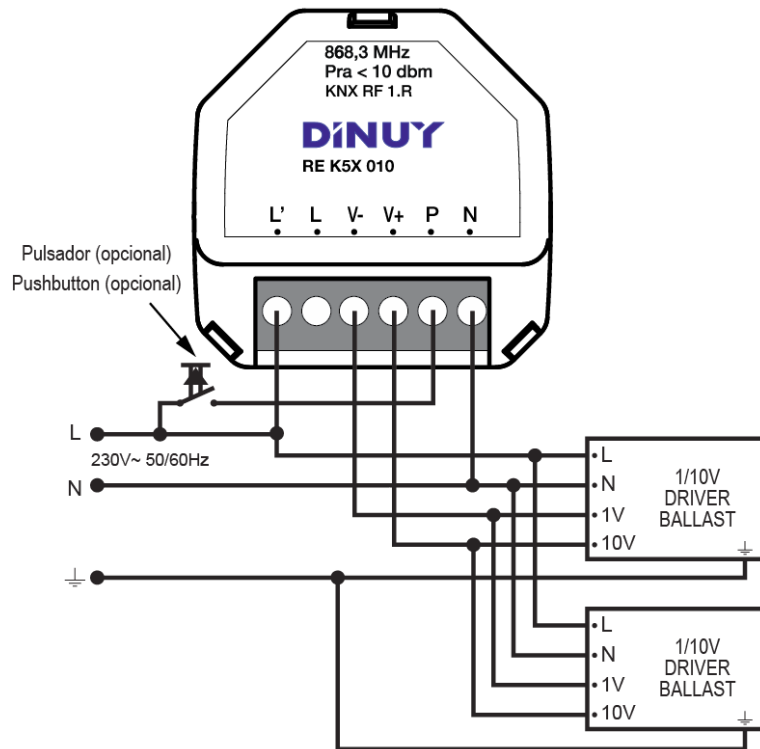 868,3 MHz
Pra < 10 dbm
KNX RF 1.R
DiNUY
RE K5X 010
L' L V- V+ P N
Pulsador (opcional)
Pushbutton (opcional)
L
230V~ 50/60Hz
N
L
N
1V
10V
1/10V
DRIVER
BALLAST
L
N
1V
10V
1/10V
DRIVER
BALLAST